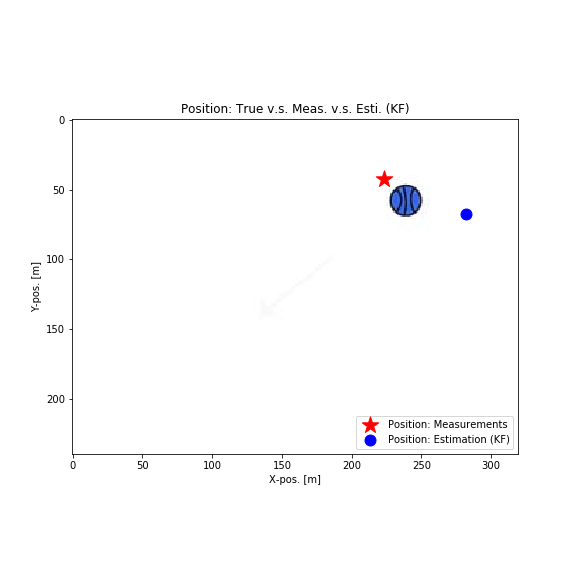 Position: True v.s. Meas. v.s. Esti. (KF)
0
50
100
150
200
Y-pos. [m]
0 50 100 150 200 250 300
X-pos. [m]
Position: Measurements
Position: Estimation (KF)